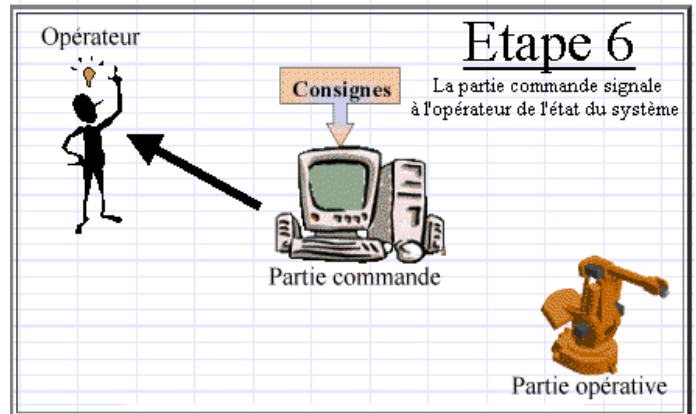 Opérateur
Etape 6
La partie commande signale
à l'opérateur de l'état du système
Consignes
Partie commande
Partie opérative